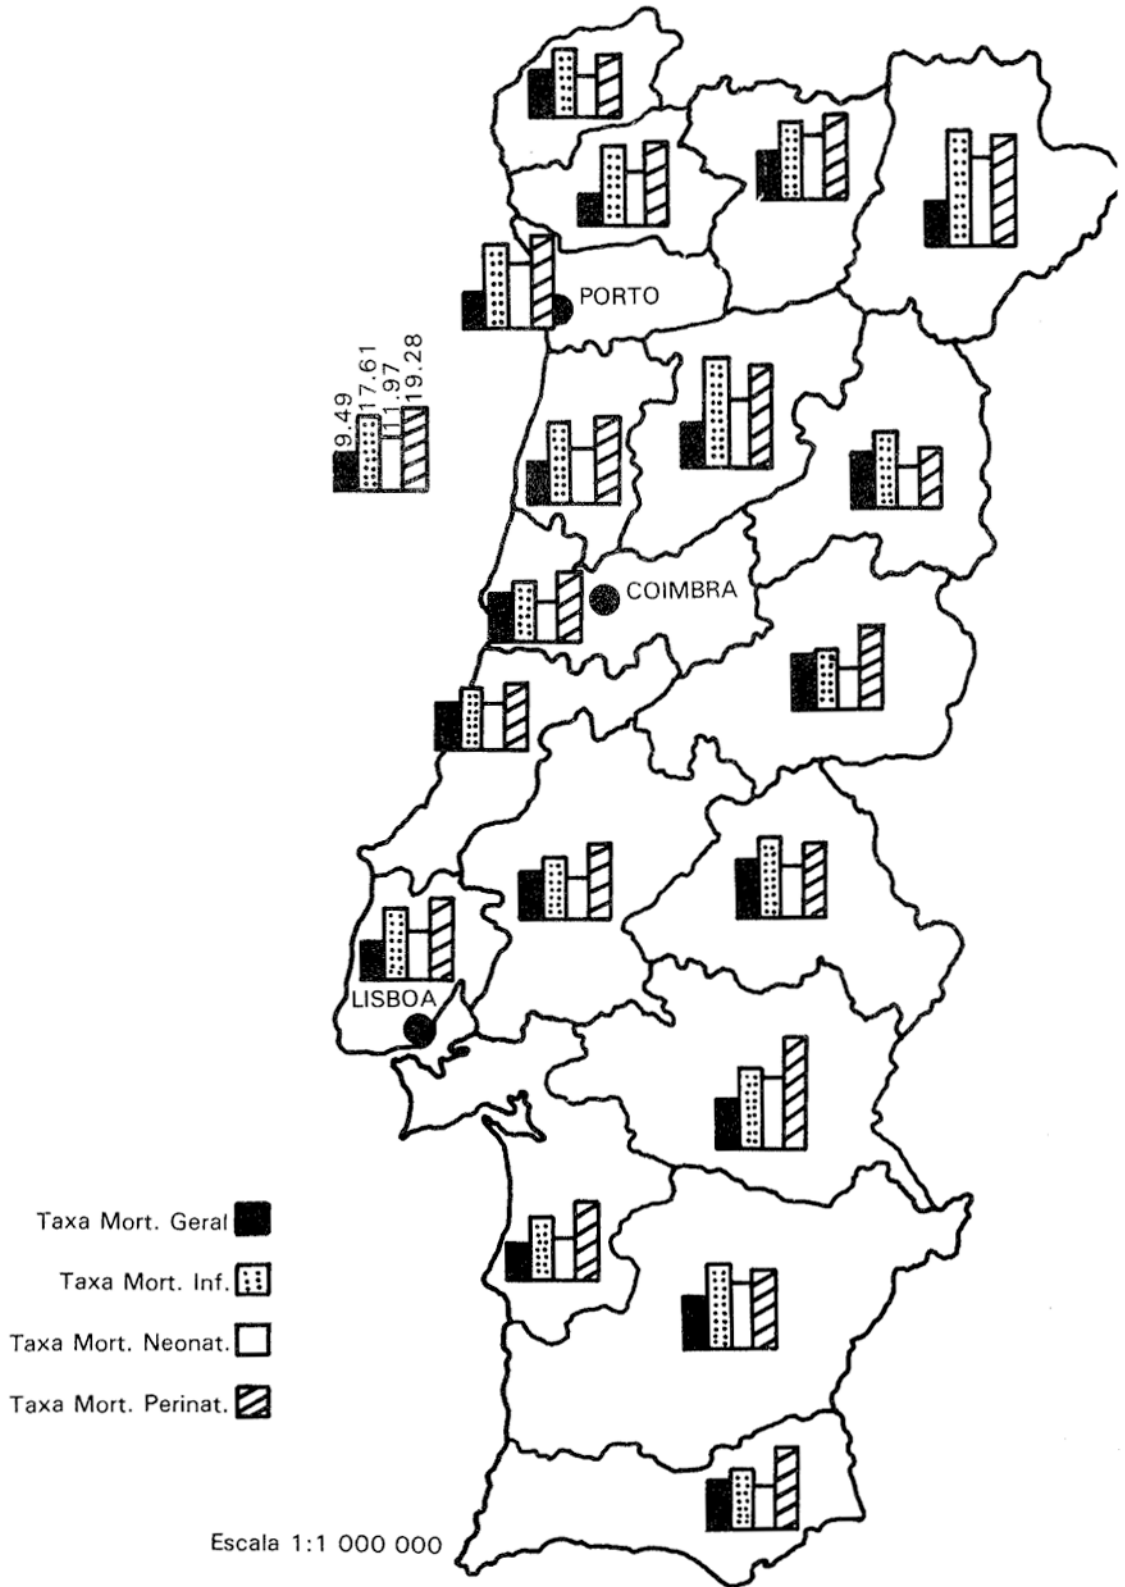 PORTO
9.49
17.61
11.97
19.28
COIMBRA
LISBOA
Taxa Mort. Geral
Taxa Mort. Inf.
Taxa Mort. Neonat.
Taxa Mort. Perinat.
Escala 1:1 000 000